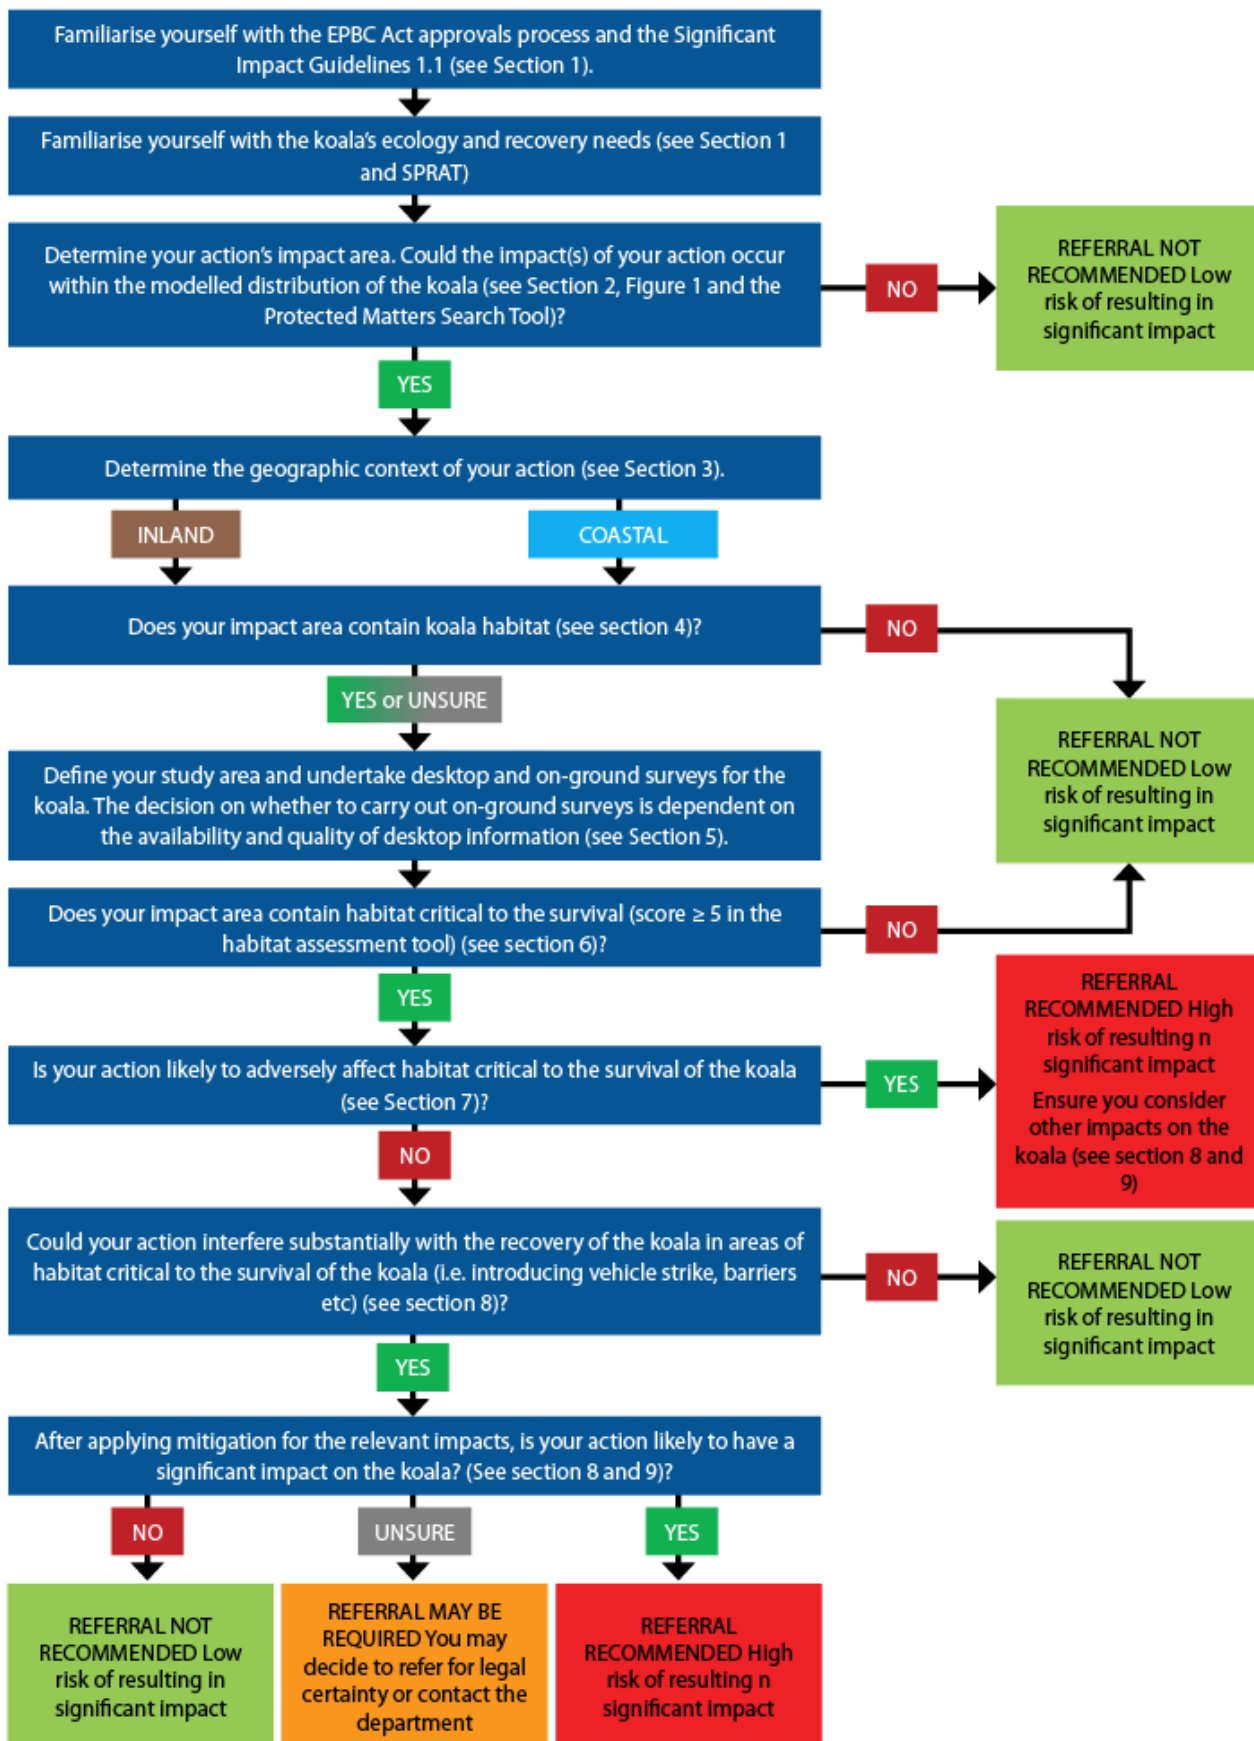 Familiarise yourself with the EPBC Act approvals process and the Significant
Impact Guidelines 1.1 (see Section 1).
Familiarise yourself with the koala's ecology and recovery needs (see Section 1
and SPRAT)
Determine your action's impact area. Could the impact(s) of your action occur
within the modelled distribution of the koala (see Section 2, Figure 1 and the
Protected Matters Search Tool)?
NO
REFERRAL NOT
RECOMMENDED Low
risk of resulting in
significant impact
YES
Determine the geographic context of your action (see Section 3).
INLAND
COASTAL
Does your impact area contain koala habitat (see section 4)?
NO
YES or UNSURE
REFERRAL NOT
RECOMMENDED Low
risk of resulting in
significant impact
Define your study area and undertake desktop and on-ground surveys for the
koala. The decision on whether to carry out on-ground surveys is dependent on
the availability and quality of desktop information (see Section 5).
Does your impact area contain habitat critical to the survival (score ≥ 5 in the
habitat assessment tool) (see section 6)?
NO
YES
Is your action likely to adversely affect habitat critical to the survival of the koala
(see Section 7)?
YES
REFERRAL
RECOMMENDED High
risk of resulting n
significant impact
Ensure you consider
other impacts on the
koala (see section 8 and
9)
NO
Could your action interfere substantially with the recovery of the koala in areas of
habitat critical to the survival of the koala (i.e. introducing vehicle strike, barriers
etc) (see section 8)?
NO
REFERRAL NOT
RECOMMENDED Low
risk of resulting in
significant impact
YES
After applying mitigation for the relevant impacts, is your action likely to have a
significant impact on the koala? (See section 8 and 9)?
NO
UNSURE
YES
REFERRAL NOT
RECOMMENDED Low
risk of resulting in
significant impact
REFERRAL MAY BE
REQUIRED You may
decide to refer for legal
certainty or contact the
department
REFERRAL
RECOMMENDED High
risk of resulting n
significant impact